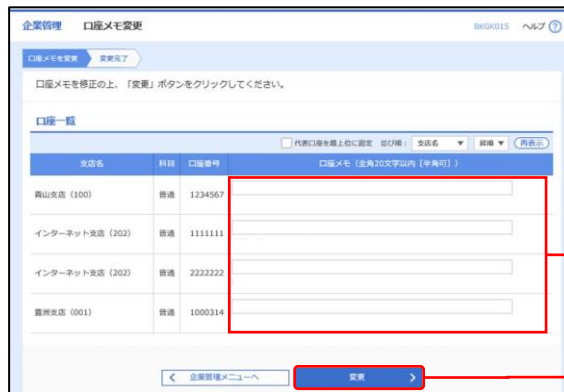 企業管理 口座メモ変更 BKGK015 ヘルプ ?
口座メモを変更 変更完了
口座メモを修正の上、「変更」ボタンをクリックしてください。
口座一覧
代表口座を最上位に固定 並び順： 支店名 ▼ 昇順 ▼ 再表示
支店名 科目 口座番号 口座メモ（全角20文字以内［半角可］）
青山支店（100） 普通 1234567
インターネット支店（202） 普通 1111111
インターネット支店（202） 普通 2222222
豊洲支店（001） 普通 1000314
企業管理メニューへ 変更